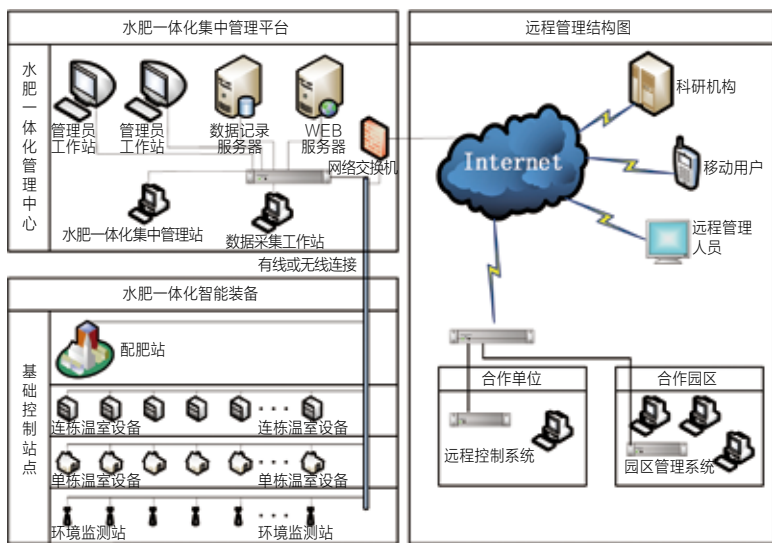 水肥一体化集中管理平台
水肥一体化管理中心
管理员
工作站
管理员
工作站
数据记录
服务器
WEB
服务器
网络交换机
水肥一体化集中管理站
数据采集工作站
有线或无线连接
水肥一体化智能装备
基础控制站点
配肥站
连栋温室设备
连栋温室设备
单栋温室设备
单栋温室设备
环境监测站
环境监测站
远程管理结构图
Internet
科研机构
移动用户
远程管理
人员
合作单位
远程控制系统
合作园区
园区管理系统